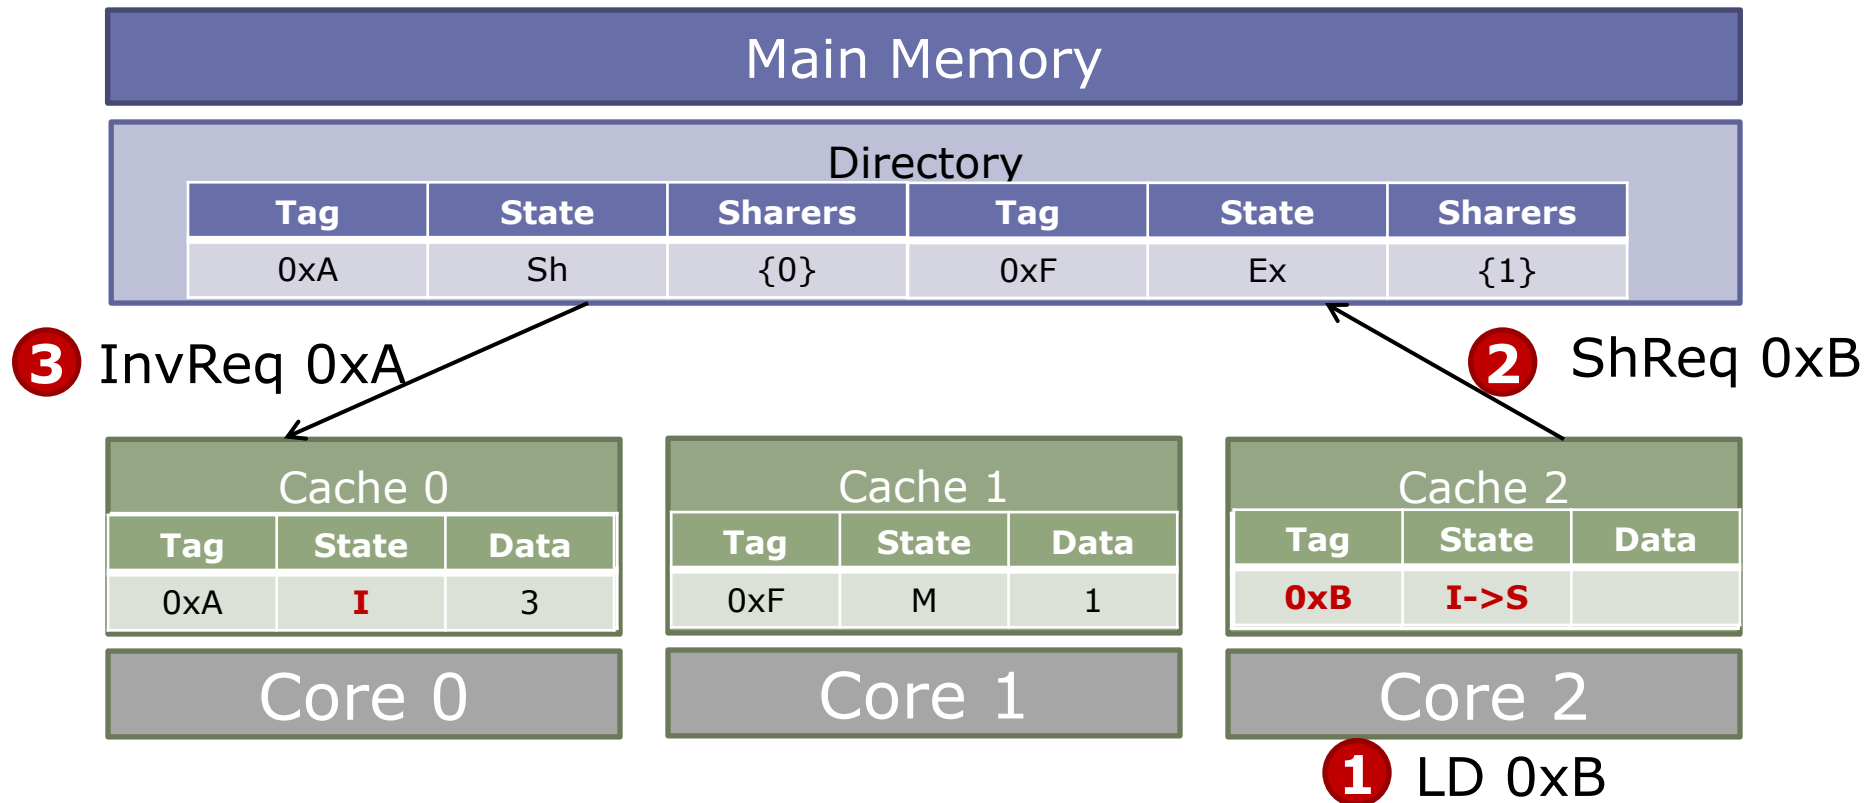 Main Memory
Directory
Tag State Sharers Tag State Sharers
0xA Sh {0} 0xF Ex {1}
3 InvReq 0xA
2 ShReq 0xB
Cache 0
Tag State Data
0xA I 3
Core 0
Cache 1
Tag State Data
0xF M 1
Core 1
Cache 2
Tag State Data
0xB I->S
Core 2
1 LD 0xB